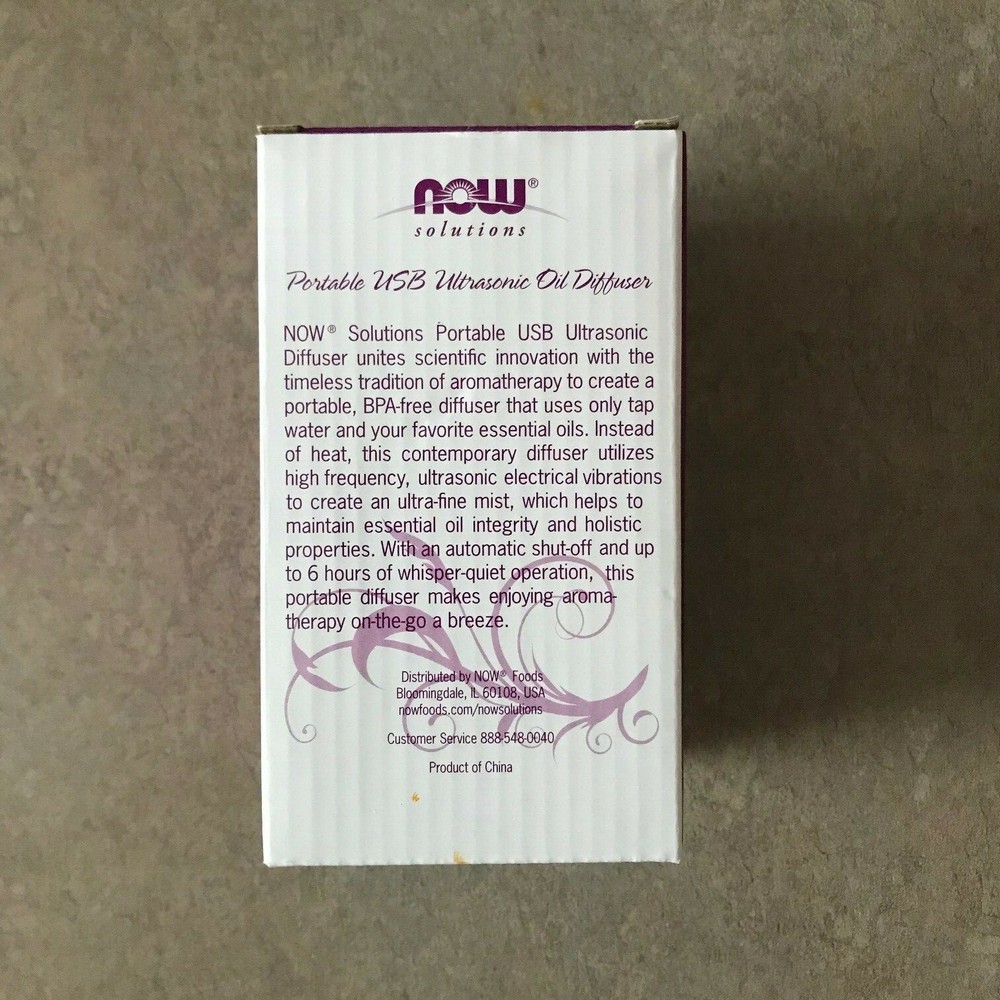 now®
solutions
Portable USB Ultrasonic Oil Diffuser
NOW® Solutions Portable USB Ultrasonic
Diffuser unites scientific innovation with the
timeless tradition of aromatherapy to create a
portable, BPA-free diffuser that uses only tap
water and your favorite essential oils. Instead
of heat, this contemporary diffuser utilizes
high frequency, ultrasonic electrical vibrations
to create an ultra-fine mist, which helps to
maintain essential oil integrity and holistic
properties. With an automatic shut-off and up
to 6 hours of whisper-quiet operation, this
portable diffuser makes enjoying aroma-
therapy on-the-go a breeze.
Distributed by NOW® Foods
Bloomingdale, IL 60108, USA
nowfoods.com/nowsolutions
Customer Service 888-548-0040
Product of China